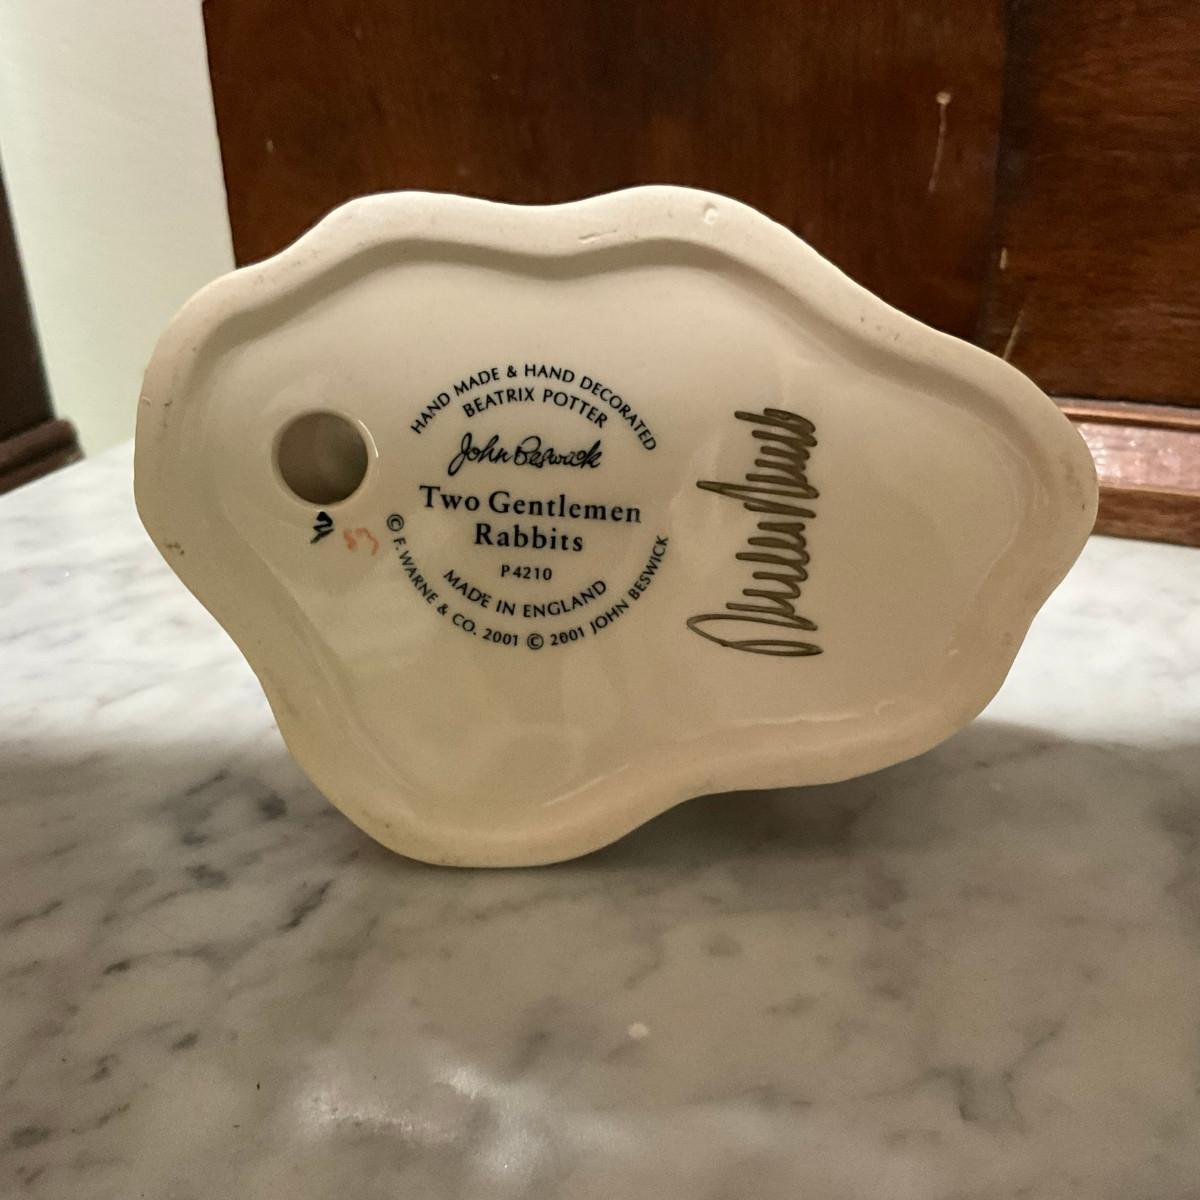 HAND MADE & HAND DECORATED
BEATRIX POTTER
John Beswick
Two Gentlemen
Rabbits
P4210
MADE IN ENGLAND
© F. WARNE & CO. 2001 © 2001 JOHN BESWICK
53